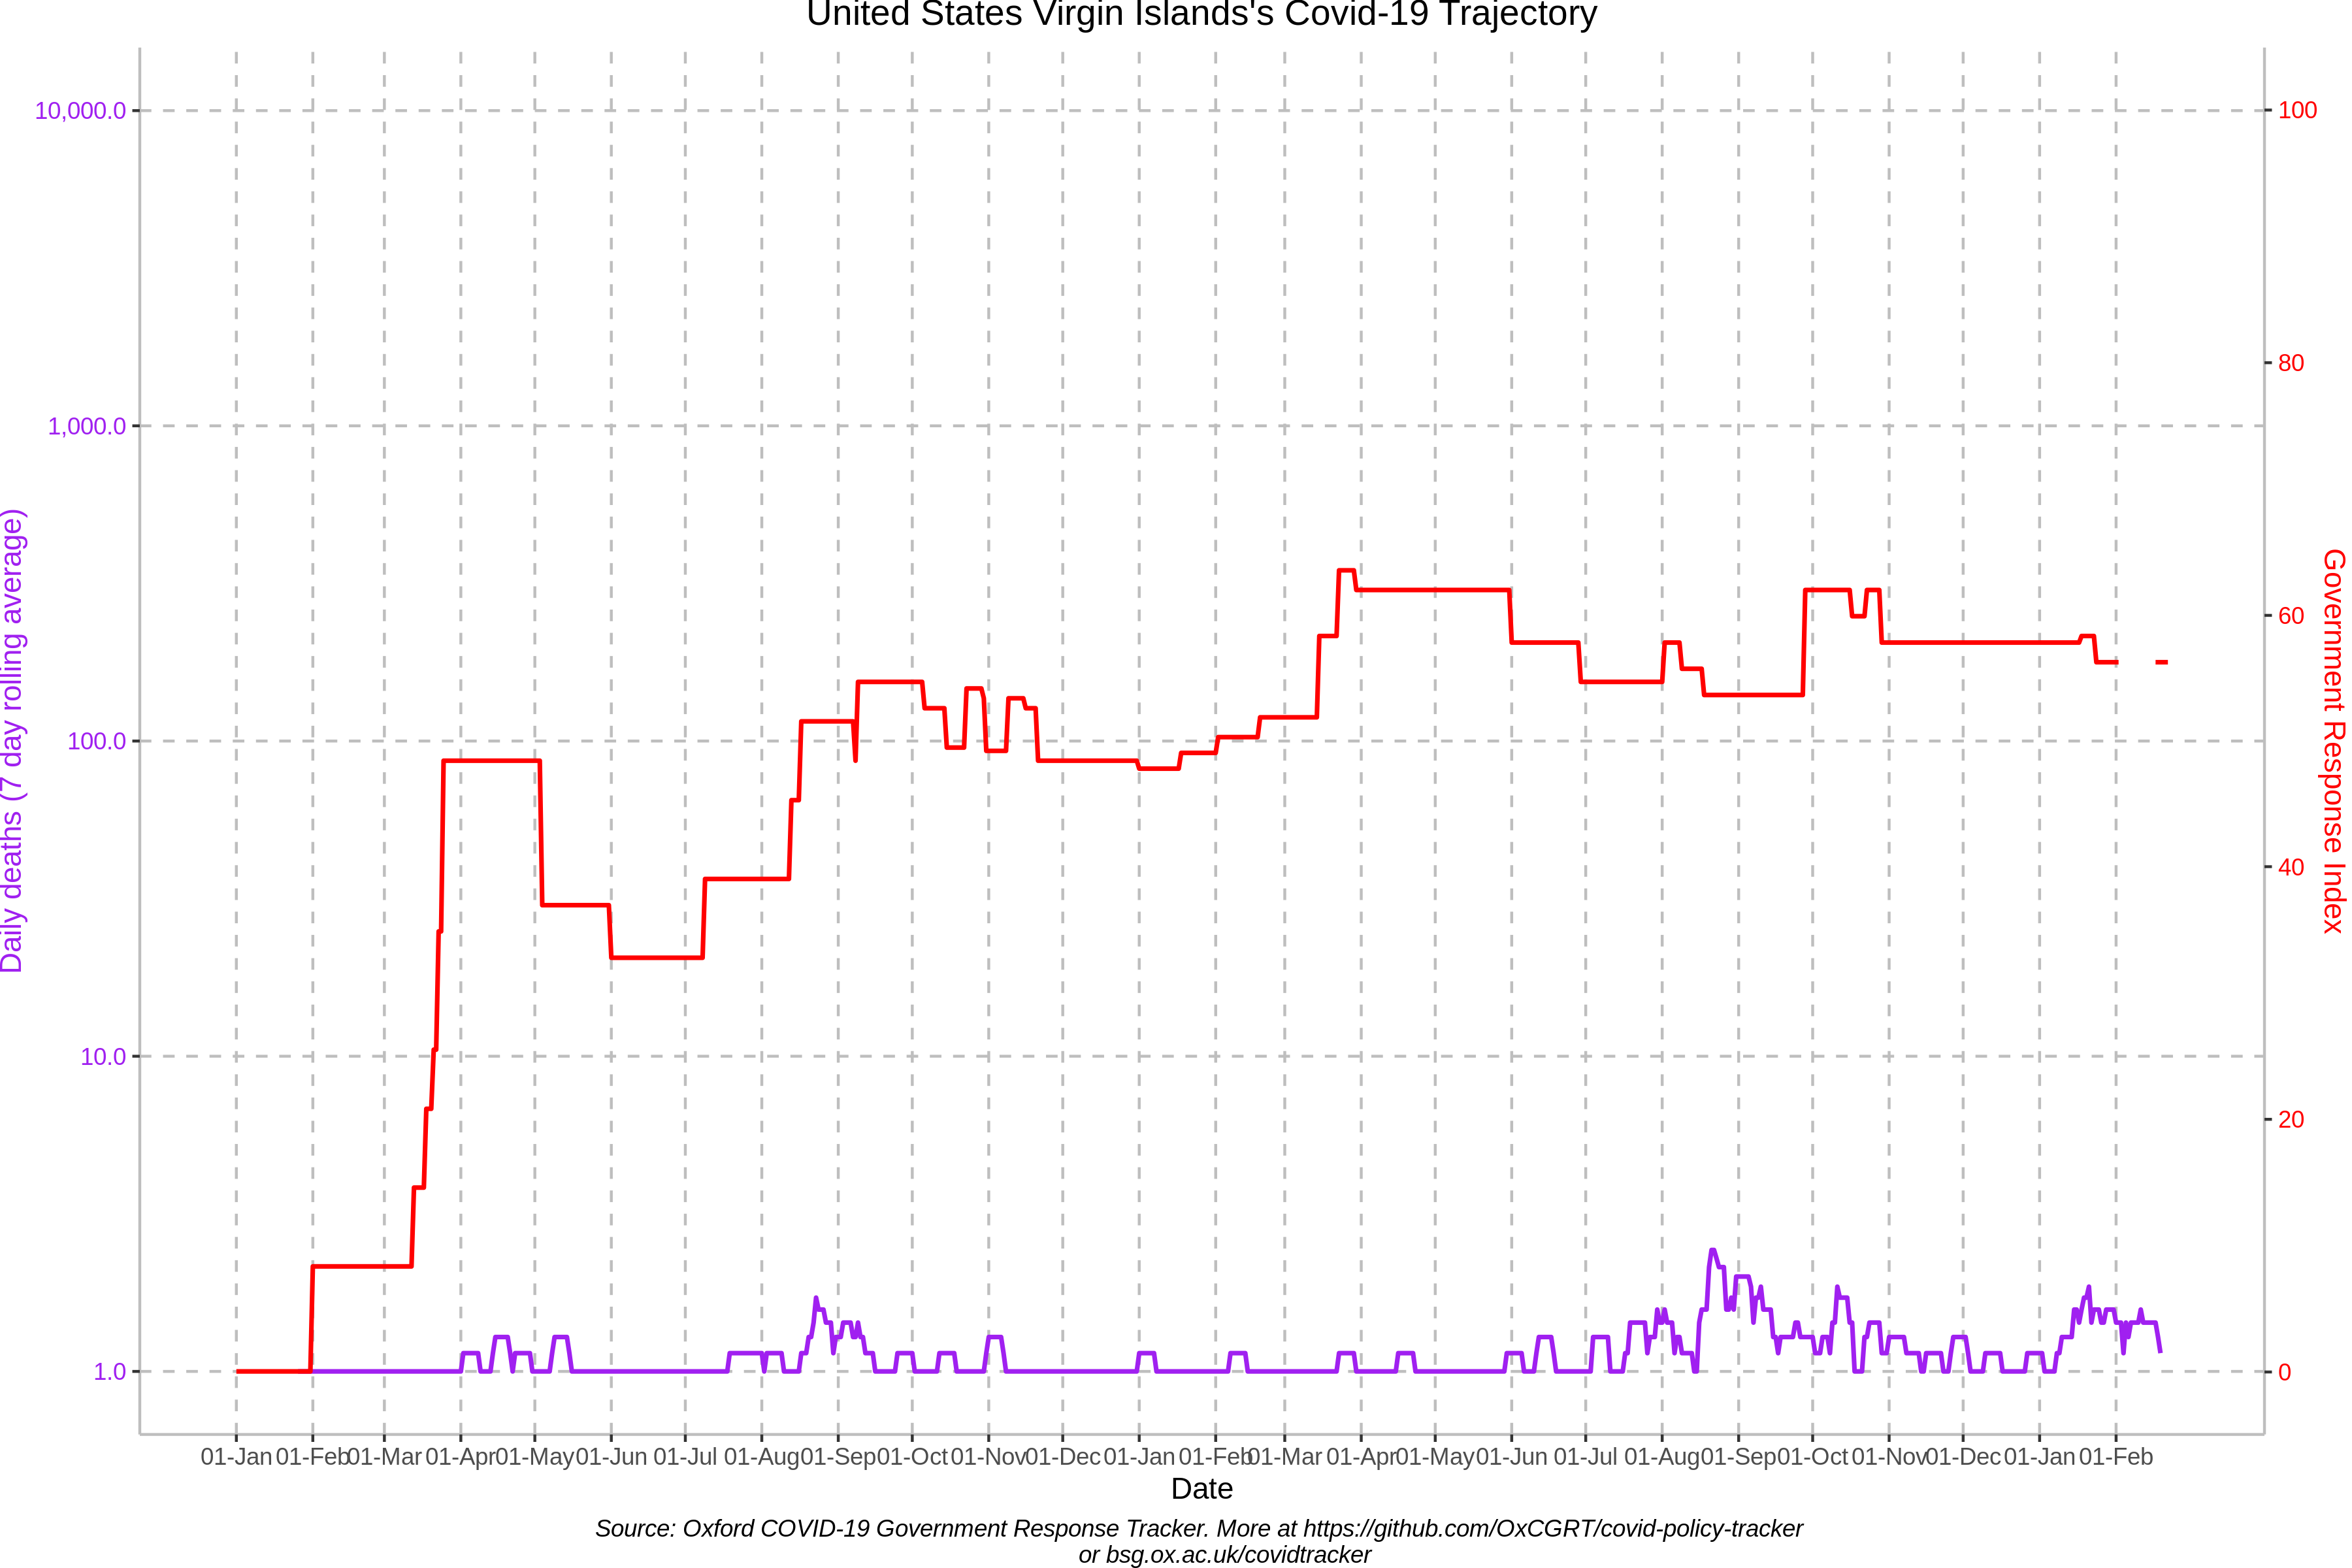 United States Virgin Islands's Covid-19 Trajectory
10,000.0
1,000.0
100.0
10.0
1.0
Daily deaths (7 day rolling average)
100
80
60
40
20
0
Government Response Index
01-Jan 01-Feb 01-Mar 01-Apr 01-May 01-Jun 01-Jul 01-Aug 01-Sep 01-Oct 01-Nov 01-Dec 01-Jan 01-Feb 01-Mar 01-Apr 01-May 01-Jun 01-Jul 01-Aug 01-Sep 01-Oct 01-Nov 01-Dec 01-Jan 01-Feb
Date
Source: Oxford COVID-19 Government Response Tracker. More at https://github.com/OxCGRT/covid-policy-tracker
or bsg.ox.ac.uk/covidtracker